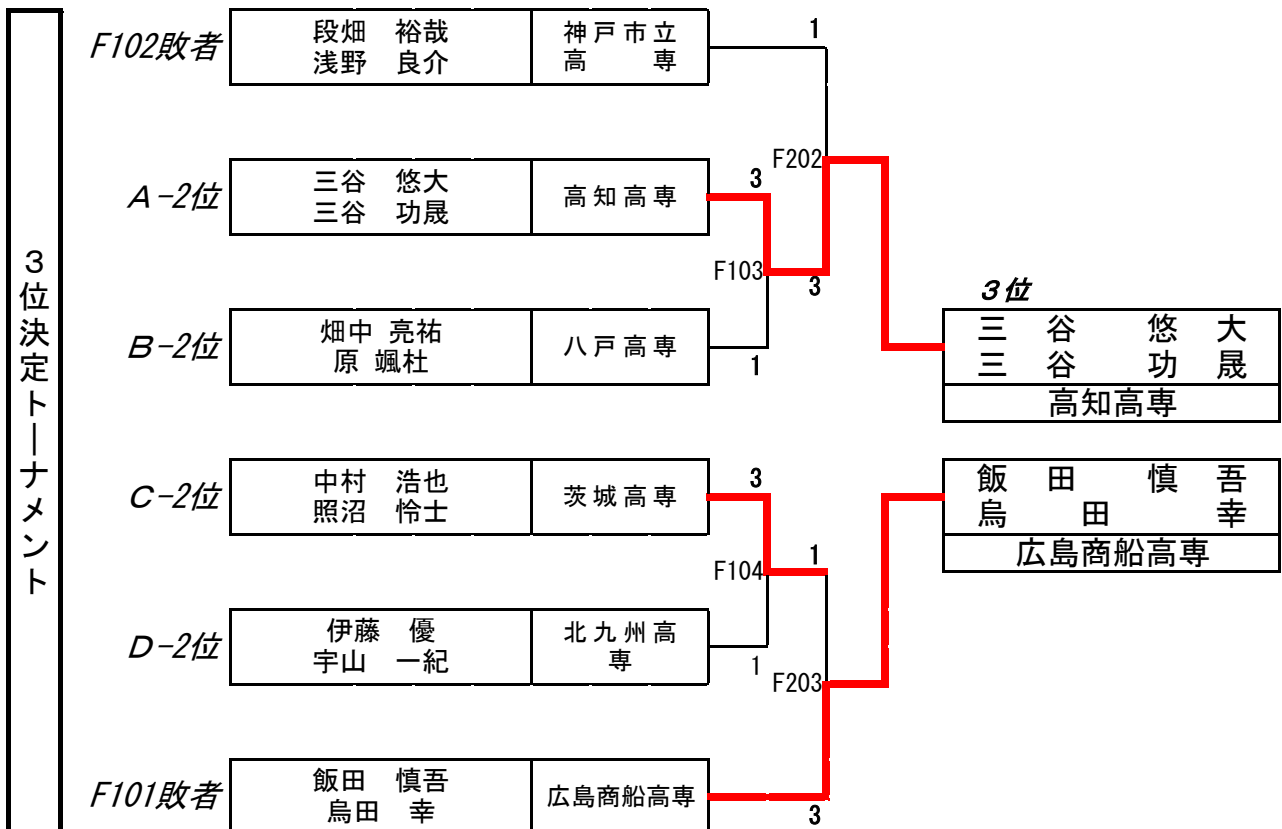 3位決定トーナメント
F102敗者
段畑 裕哉
浅野 良介
神戸市立
高 専
1
F202
A-2位
三谷 悠大
三谷 功晟
高知高専
3
F103
3
B-2位
畑中 亮祐
原 颯杜
八戸高専
1
3位
三 谷 悠 大
三 谷 功 晟
高知高専
C-2位
中村 浩也
照沼 怜士
茨城高専
3
F104
1
D-2位
伊藤 優
宇山 一紀
北九州高
専
1
F203
F101敗者
飯田 慎吾
烏田 幸
広島商船高専
3
飯 田 慎 吾
烏 田 幸
広島商船高専